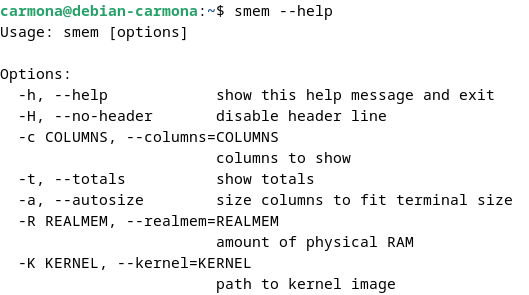 carmona@debian-carmona:~$ smem --help
Usage: smem [options]

Options:
  -h, --help            show this help message and exit
  -H, --no-header       disable header line
  -c COLUMNS, --columns=COLUMNS
                        columns to show
  -t, --totals          show totals
  -a, --autosize        size columns to fit terminal size
  -R REALMEM, --realmem=REALMEM
                        amount of physical RAM
  -K KERNEL, --kernel=KERNEL
                        path to kernel image